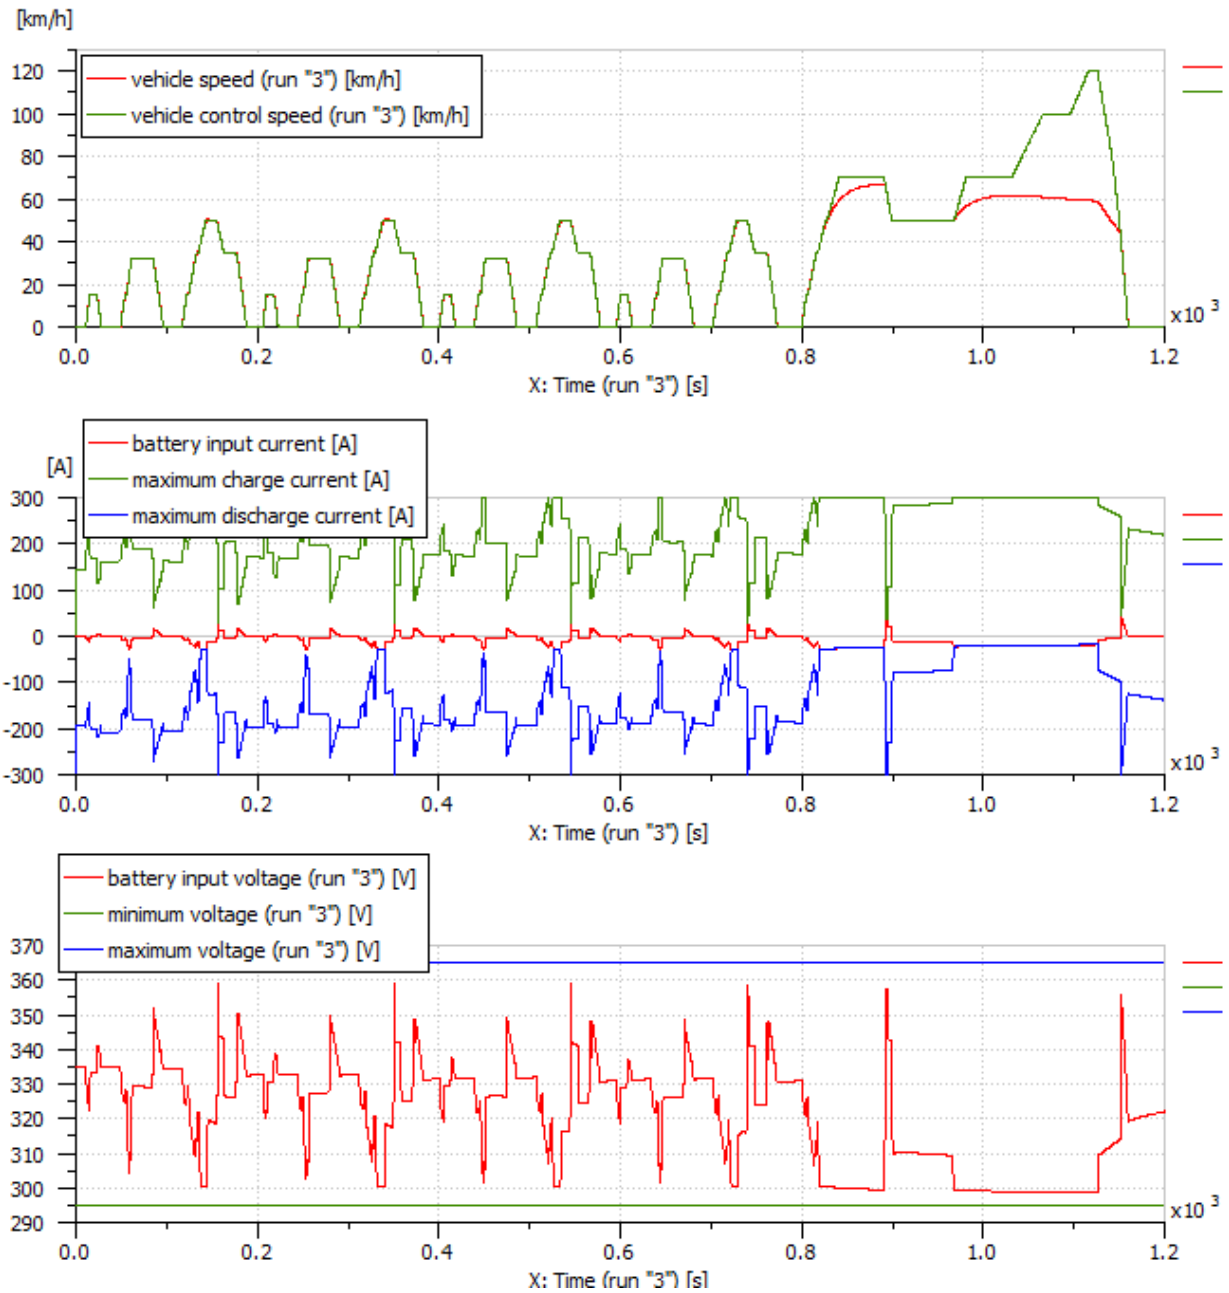 [km/h]
vehicle speed (run "3") [km/h]
vehicle control speed (run "3") [km/h]
120
100
80
60
40
20
0
x10 3
0.0 0.2 0.4 0.6 0.8 1.0 1.2
X: Time (run "3") [s]
battery input current [A]
maximum charge current [A]
maximum discharge current [A]
[A]
300
200
100
0
-100
-200
-300
x10 3
0.0 0.2 0.4 0.6 0.8 1.0 1.2
X: Time (run "3") [s]
battery input voltage (run "3") [V]
minimum voltage (run "3") [V]
maximum voltage (run "3") [V]
370
360
350
340
330
320
310
300
290
x10 3
0.0 0.2 0.4 0.6 0.8 1.0 1.2
X: Time (run "3") [s]